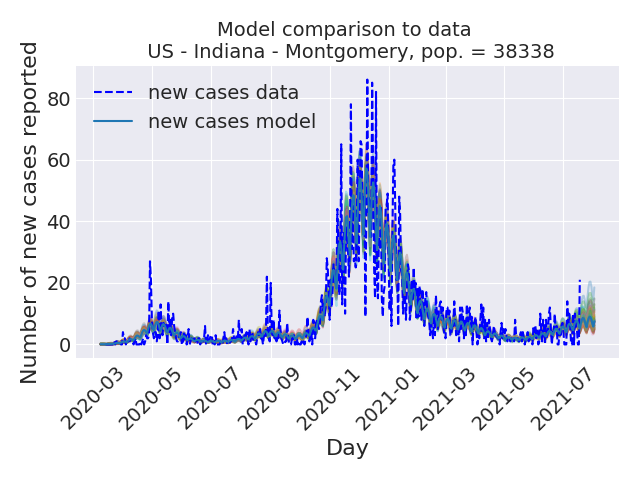 Model comparison to data
US - Indiana - Montgomery, pop. = 38338
Number of new cases reported
80
60
40
20
0
new cases data
new cases model
2020-03
2020-05
2020-07
2020-09
2020-11
2021-01
2021-03
2021-05
2021-07
Day